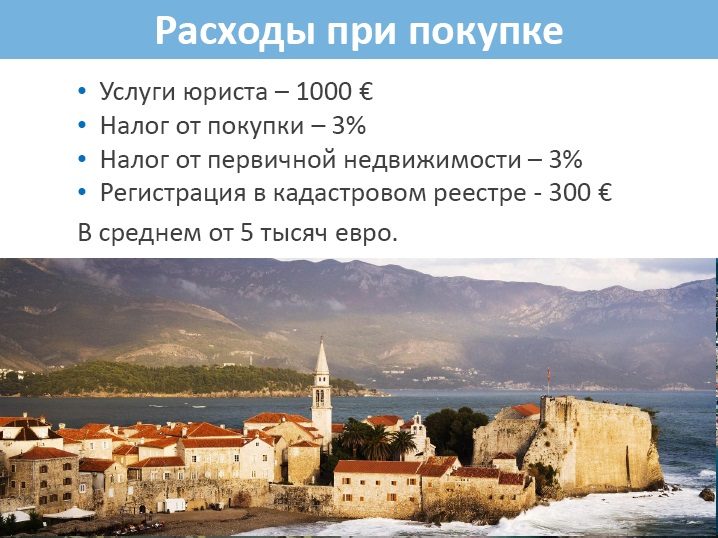 Расходы при покупке
• Услуги юриста – 1000 €
• Налог от покупки – 3%
• Налог от первичной недвижимости – 3%
• Регистрация в кадастровом реестре - 300 €
В среднем от 5 тысяч евро.